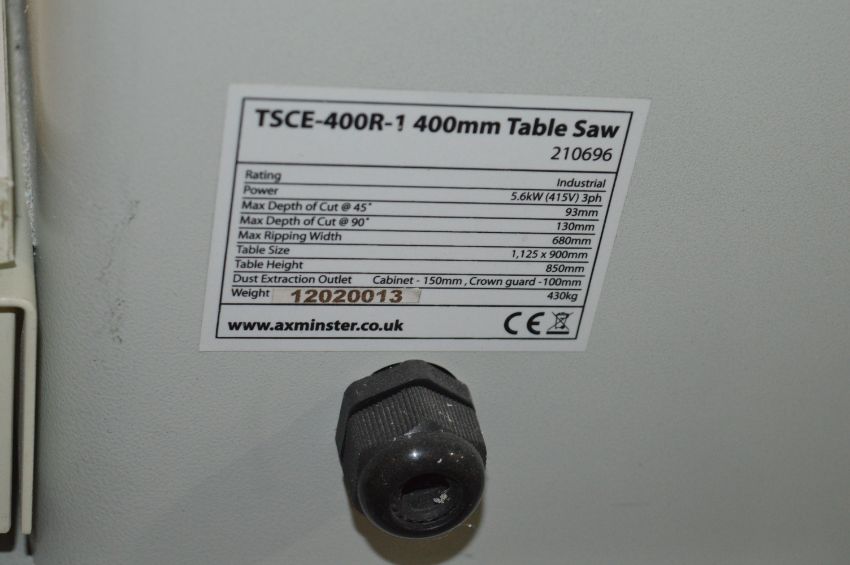 TSCE-400R-1 400mm Table Saw
210696
Rating Industrial
Power 5.6kW (415V) 3ph
Max Depth of Cut @ 45° 93mm
Max Depth of Cut @ 90° 130mm
Max Ripping Width 680mm
Table Size 1,125 x 900mm
Table Height 850mm
Dust Extraction Outlet Cabinet - 150mm , Crown guard -100mm
Weight 12020013 430kg
www.axminster.co.uk CE